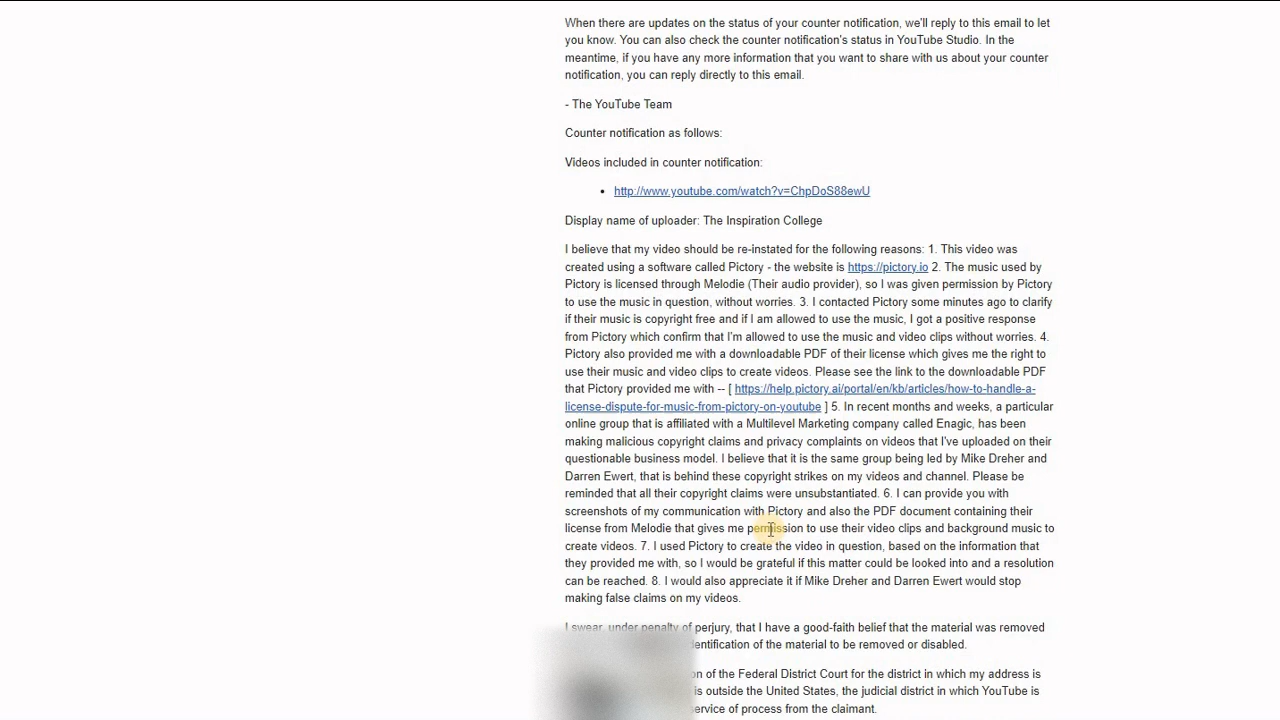 When there are updates on the status of your counter notification, we'll reply to this email to let
you know. You can also check the counter notification's status in YouTube Studio. In the
meantime, if you have any more information that you want to share with us about your counter
notification, you can reply directly to this email.
- The YouTube Team
Counter notification as follows:
Videos included in counter notification:
• http://www.youtube.com/watch?v=ChpDoS88ewU
Display name of uploader: The Inspiration College
I believe that my video should be re-instated for the following reasons: 1. This video was
created using a software called Pictory - the website is https://pictory.io 2. The music used by
Pictory is licensed through Melodie (Their audio provider), so I was given permission by Pictory
to use the music in question, without worries. 3. I contacted Pictory some minutes ago to clarify
if their music is copyright free and if I am allowed to use the music, I got a positive response
from Pictory which confirm that I'm allowed to use the music and video clips without worries. 4.
Pictory also provided me with a downloadable PDF of their license which gives me the right to
use their music and video clips to create videos. Please see the link to the downloadable PDF
that Pictory provided me with -- [ https://help.pictory.ai/portal/en/kb/articles/how-to-handle-a-
license-dispute-for-music-from-pictory-on-youtube ] 5. In recent months and weeks, a particular
online group that is affiliated with a Multilevel Marketing company called Enagic, has been
making malicious copyright claims and privacy complaints on videos that I've uploaded on their
questionable business model. I believe that it is the same group being led by Mike Dreher and
Darren Ewert, that is behind these copyright strikes on my videos and channel. Please be
reminded that all their copyright claims were unsubstantiated. 6. I can provide you with
screenshots of my communication with Pictory and also the PDF document containing their
license from Melodie that gives me permission to use their video clips and background music to
create videos. 7. I used Pictory to create the video in question, based on the information that
they provided me with, so I would be grateful if this matter could be looked into and a resolution
can be reached. 8. I would also appreciate it if Mike Dreher and Darren Ewert would stop
making false claims on my videos.
I swear, under penalty of perjury, that I have a good-faith belief that the material was removed
of the material to be removed or disabled.
of the Federal District Court for the district in which my address is
is outside the United States, the judicial district in which YouTube is
of process from the claimant.